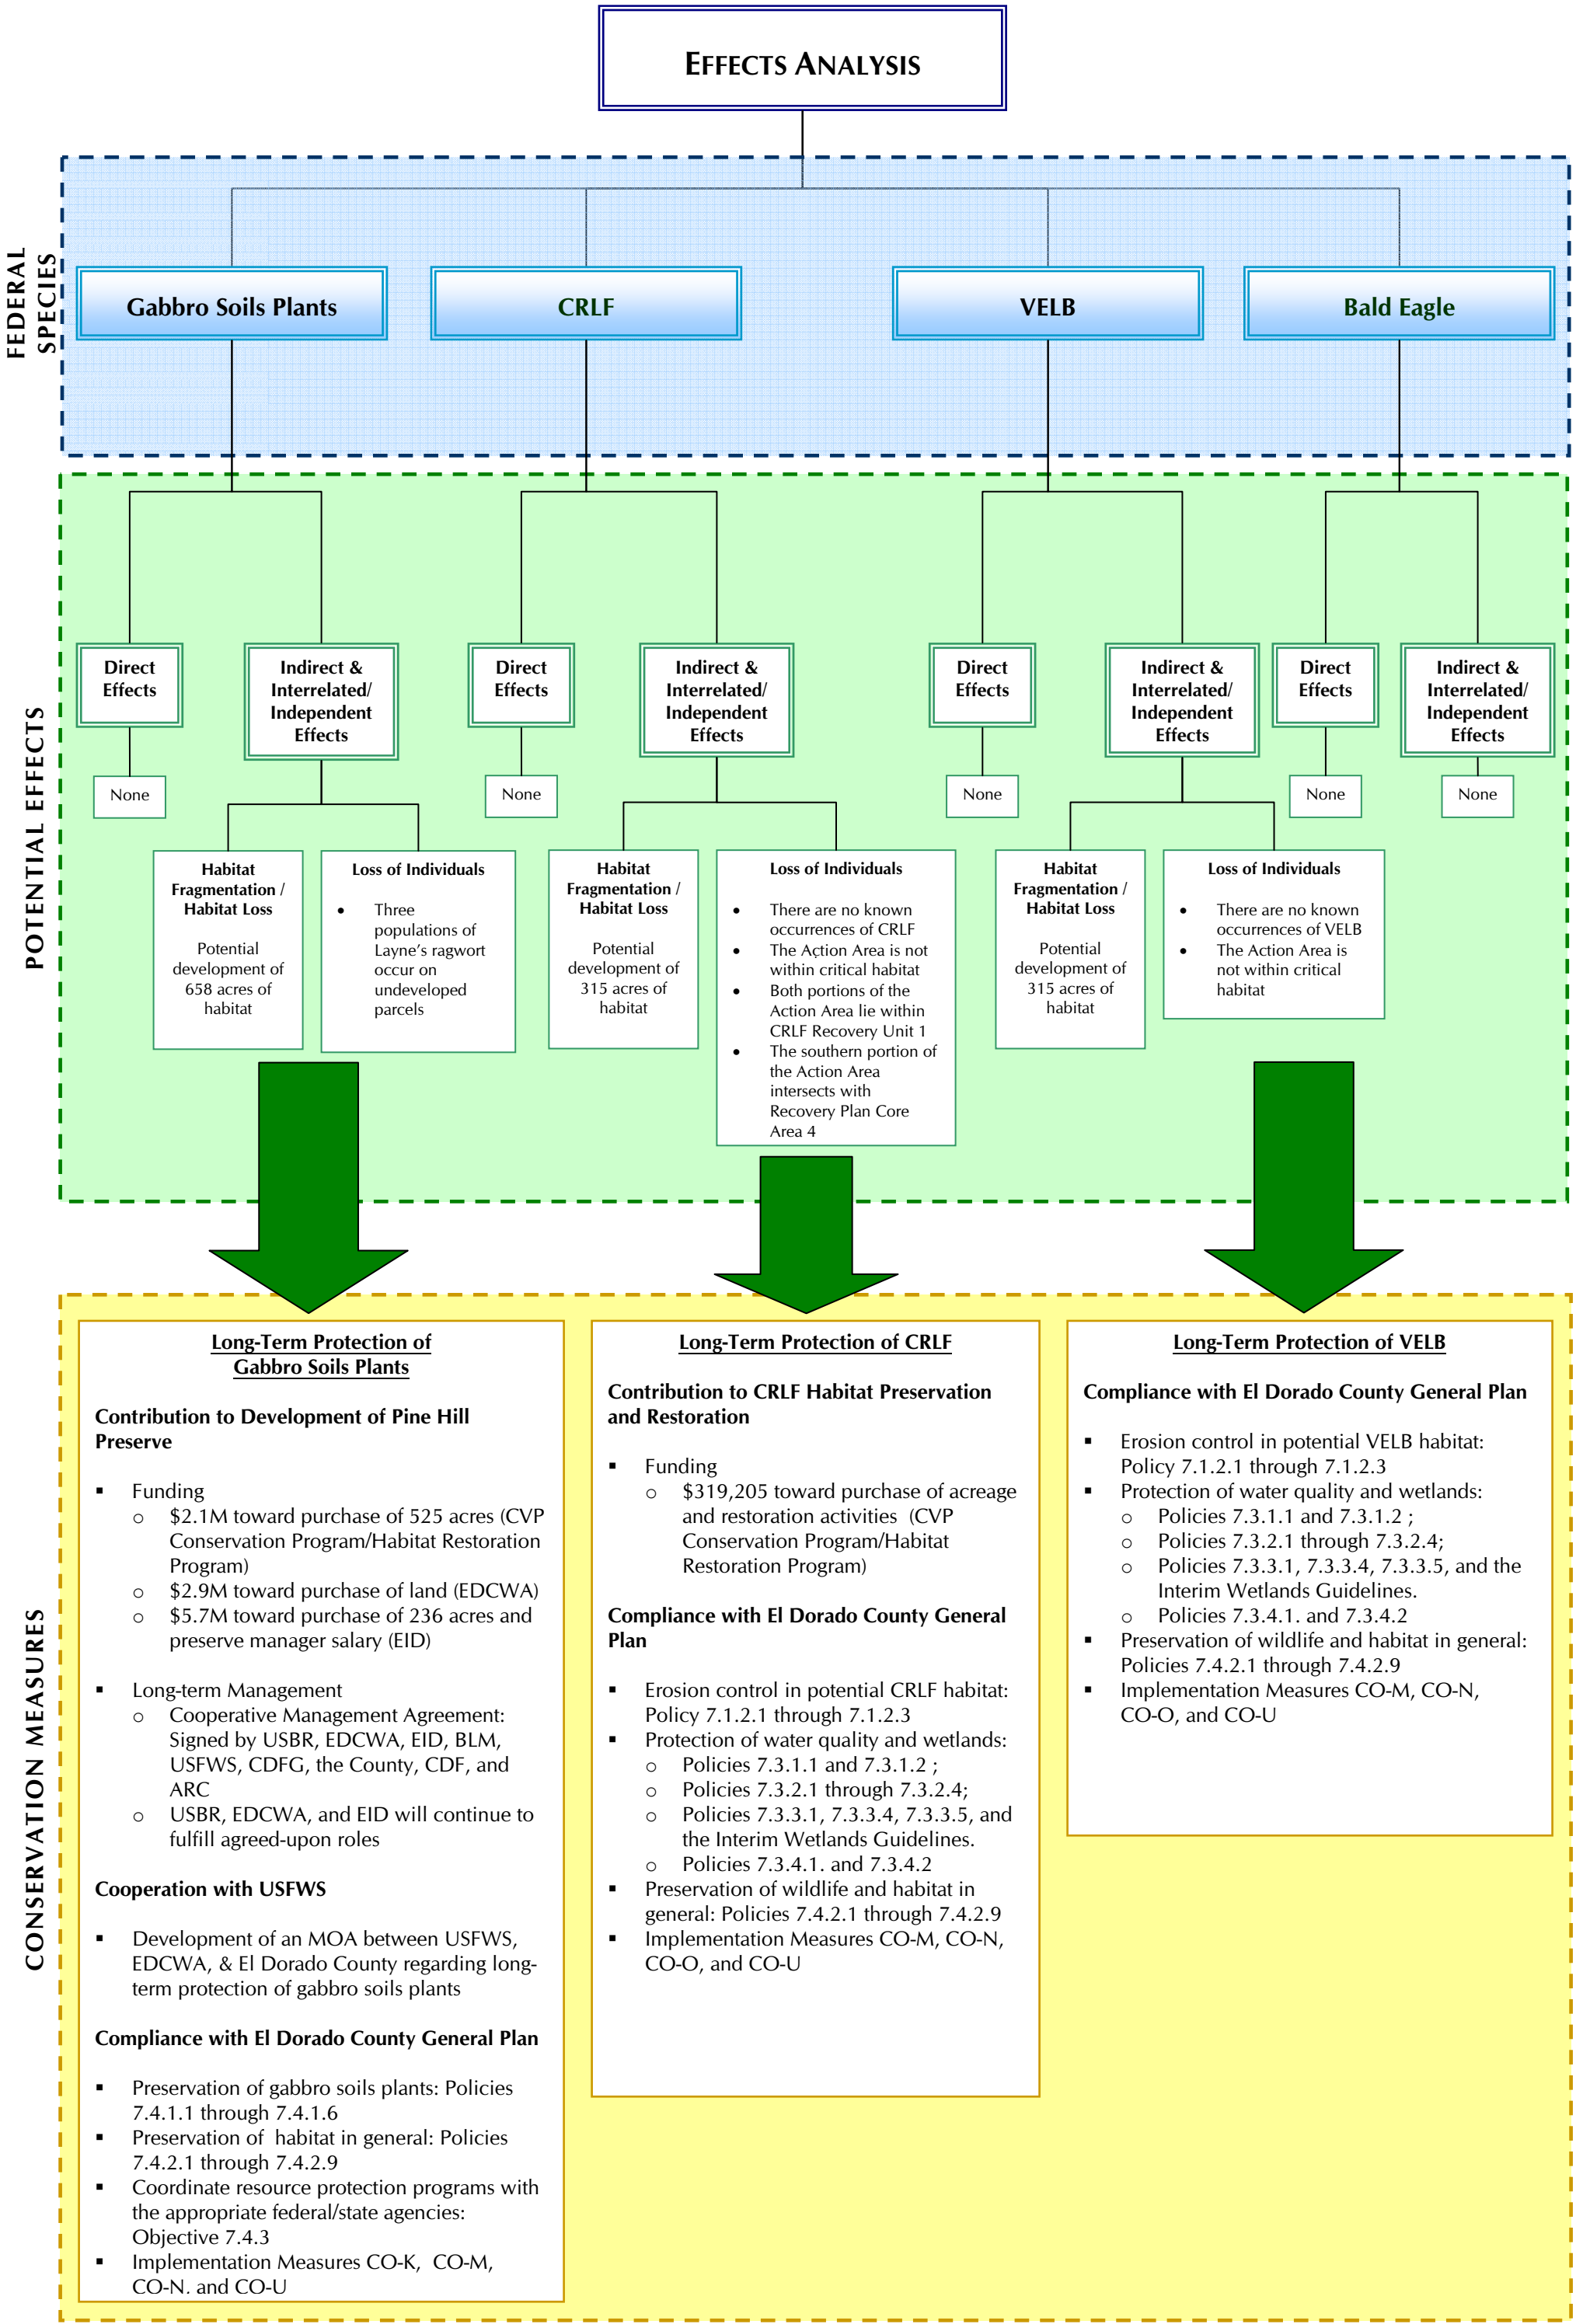 EFFECTS ANALYSIS
FEDERAL
SPECIES
Gabbro Soils Plants
CRLF
VELB
Bald Eagle
POTENTIAL EFFECTS
Direct
Effects
None
Indirect &
Interrelated/
Independent
Effects
Habitat
Fragmentation /
Habitat Loss
Potential
development of
658 acres of
habitat
Loss of Individuals
• Three
populations of
Layne’s ragwort
occur on
undeveloped
parcels
Direct
Effects
None
Indirect &
Interrelated/
Independent
Effects
Habitat
Fragmentation /
Habitat Loss
Potential
development of
315 acres of
habitat
Loss of Individuals
• There are no known
occurrences of CRLF
• The Action Area is not
within critical habitat
• Both portions of the
Action Area lie within
CRLF Recovery Unit 1
• The southern portion of
the Action Area
intersects with
Recovery Plan Core
Area 4
Direct
Effects
None
Indirect &
Interrelated/
Independent
Effects
Habitat
Fragmentation /
Habitat Loss
Potential
development of
315 acres of
habitat
Loss of Individuals
• There are no known
occurrences of VELB
• The Action Area is
not within critical
habitat
Direct
Effects
None
Indirect &
Interrelated/
Independent
Effects
None
CONSERVATION MEASURES
Long-Term Protection of
Gabbro Soils Plants
Contribution to Development of Pine Hill
Preserve
▪ Funding
o $2.1M toward purchase of 525 acres (CVP
Conservation Program/Habitat Restoration
Program)
o $2.9M toward purchase of land (EDCWA)
o $5.7M toward purchase of 236 acres and
preserve manager salary (EID)
▪ Long-term Management
o Cooperative Management Agreement:
Signed by USBR, EDCWA, EID, BLM,
USFWS, CDFG, the County, CDF, and
ARC
o USBR, EDCWA, and EID will continue to
fulfill agreed-upon roles
Cooperation with USFWS
▪ Development of an MOA between USFWS,
EDCWA, & El Dorado County regarding long-
term protection of gabbro soils plants
Compliance with El Dorado County General Plan
▪ Preservation of gabbro soils plants: Policies
7.4.1.1 through 7.4.1.6
▪ Preservation of habitat in general: Policies
7.4.2.1 through 7.4.2.9
▪ Coordinate resource protection programs with
the appropriate federal/state agencies:
Objective 7.4.3
▪ Implementation Measures CO-K, CO-M,
CO-N, and CO-U
Long-Term Protection of CRLF
Contribution to CRLF Habitat Preservation
and Restoration
▪ Funding
o $319,205 toward purchase of acreage
and restoration activities (CVP
Conservation Program/Habitat
Restoration Program)
Compliance with El Dorado County General
Plan
▪ Erosion control in potential CRLF habitat:
Policy 7.1.2.1 through 7.1.2.3
▪ Protection of water quality and wetlands:
o Policies 7.3.1.1 and 7.3.1.2 ;
o Policies 7.3.2.1 through 7.3.2.4;
o Policies 7.3.3.1, 7.3.3.4, 7.3.3.5, and
the Interim Wetlands Guidelines.
o Policies 7.3.4.1. and 7.3.4.2
▪ Preservation of wildlife and habitat in
general: Policies 7.4.2.1 through 7.4.2.9
▪ Implementation Measures CO-M, CO-N,
CO-O, and CO-U
Long-Term Protection of VELB
Compliance with El Dorado County General Plan
▪ Erosion control in potential VELB habitat:
Policy 7.1.2.1 through 7.1.2.3
▪ Protection of water quality and wetlands:
o Policies 7.3.1.1 and 7.3.1.2 ;
o Policies 7.3.2.1 through 7.3.2.4;
o Policies 7.3.3.1, 7.3.3.4, 7.3.3.5, and the
Interim Wetlands Guidelines.
o Policies 7.3.4.1. and 7.3.4.2
▪ Preservation of wildlife and habitat in general:
Policies 7.4.2.1 through 7.4.2.9
▪ Implementation Measures CO-M, CO-N,
CO-O, and CO-U